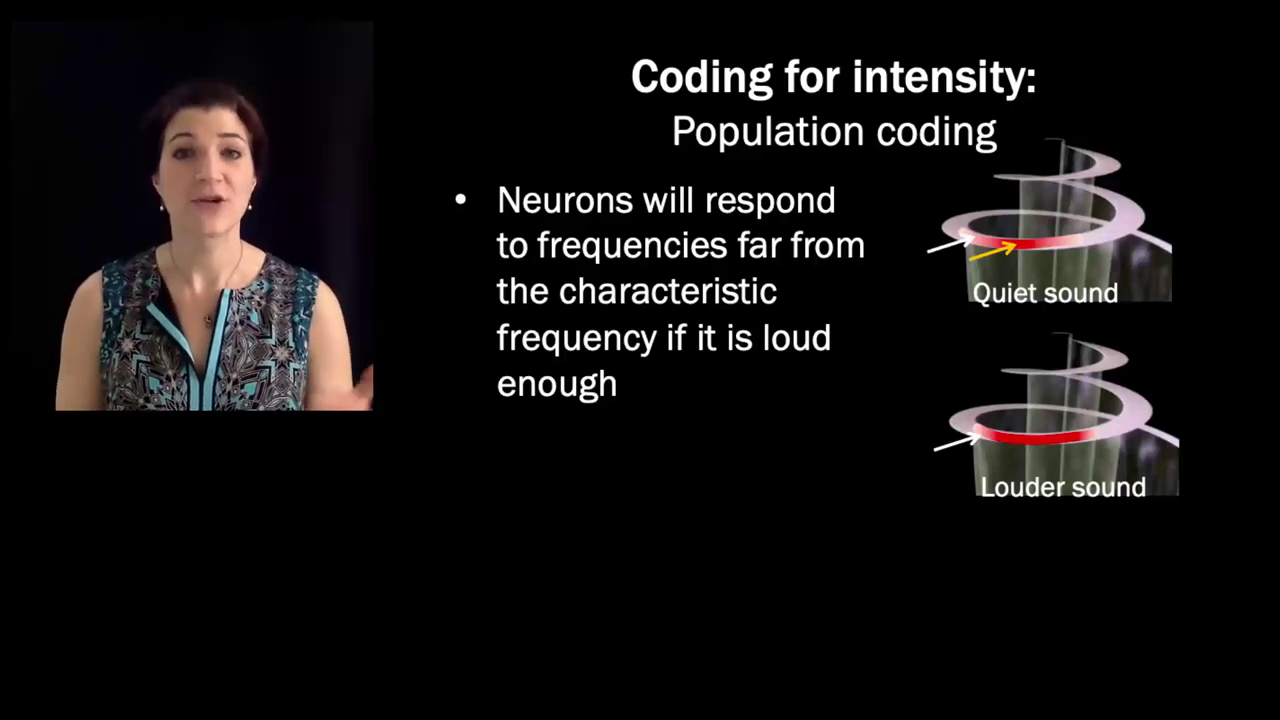 Coding for intensity:
Population coding
• Neurons will respond
to frequencies far from
the characteristic
frequency if it is loud
enough
Quiet sound
Louder sound